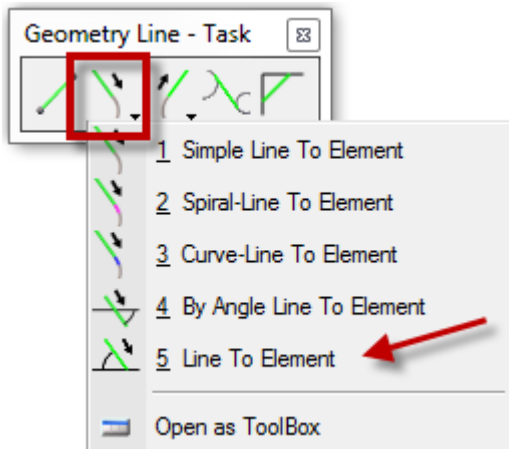 Geometry Line - Task
1 Simple Line To Element
2 Spiral-Line To Element
3 Curve-Line To Element
4 By Angle Line To Element
5 Line To Element
Open as ToolBox